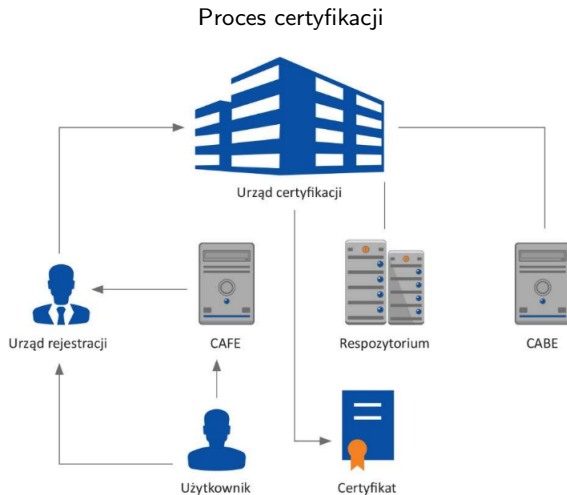 Proces certyfikacji
Urząd certyfikacji
Urząd rejestracji
CAFE
Respozytorium
CABE
Użytkownik
Certyfikat